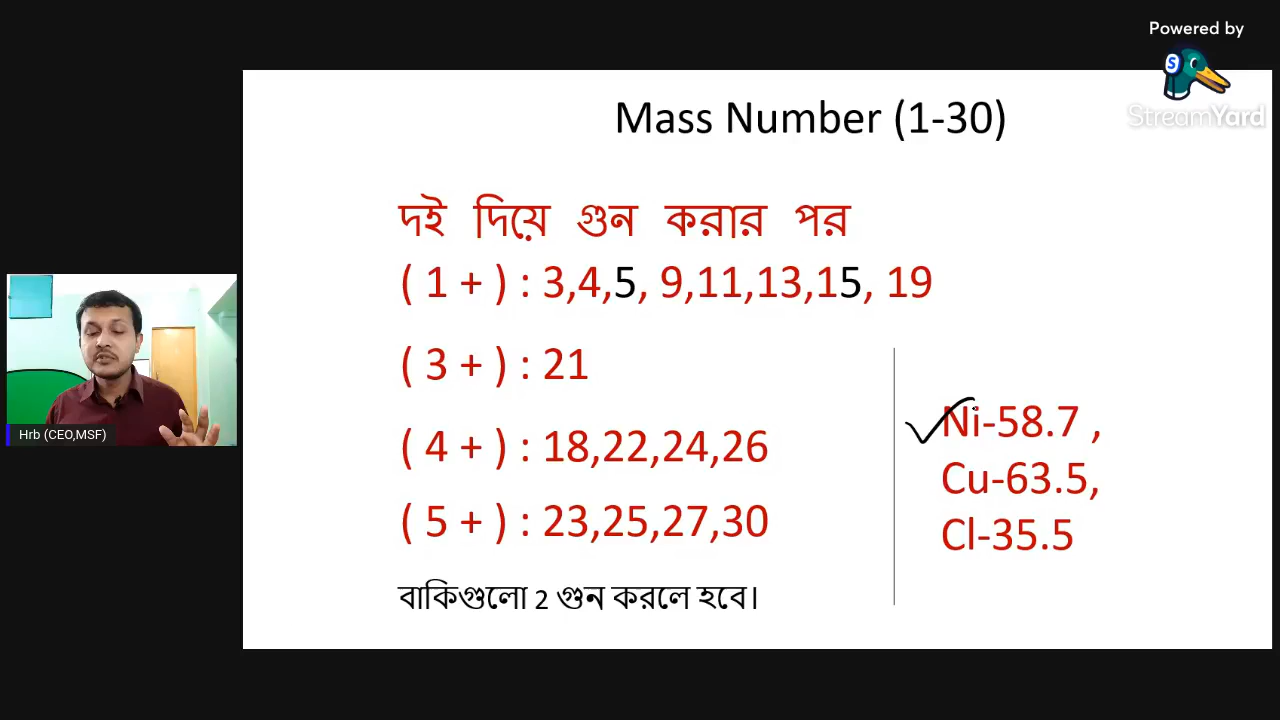 Powered by
StreamYard
Mass Number (1-30)
দই দিয়ে গুন করার পর
( 1 + ) : 3,4,5, 9,11,13,15, 19
( 3 + ) : 21
( 4 + ) : 18,22,24,26
( 5 + ) : 23,25,27,30
বাকিগুলো 2 গুন করলে হবে।
Ni-58.7 ,
Cu-63.5,
Cl-35.5
Hrb (CEO,MSF)